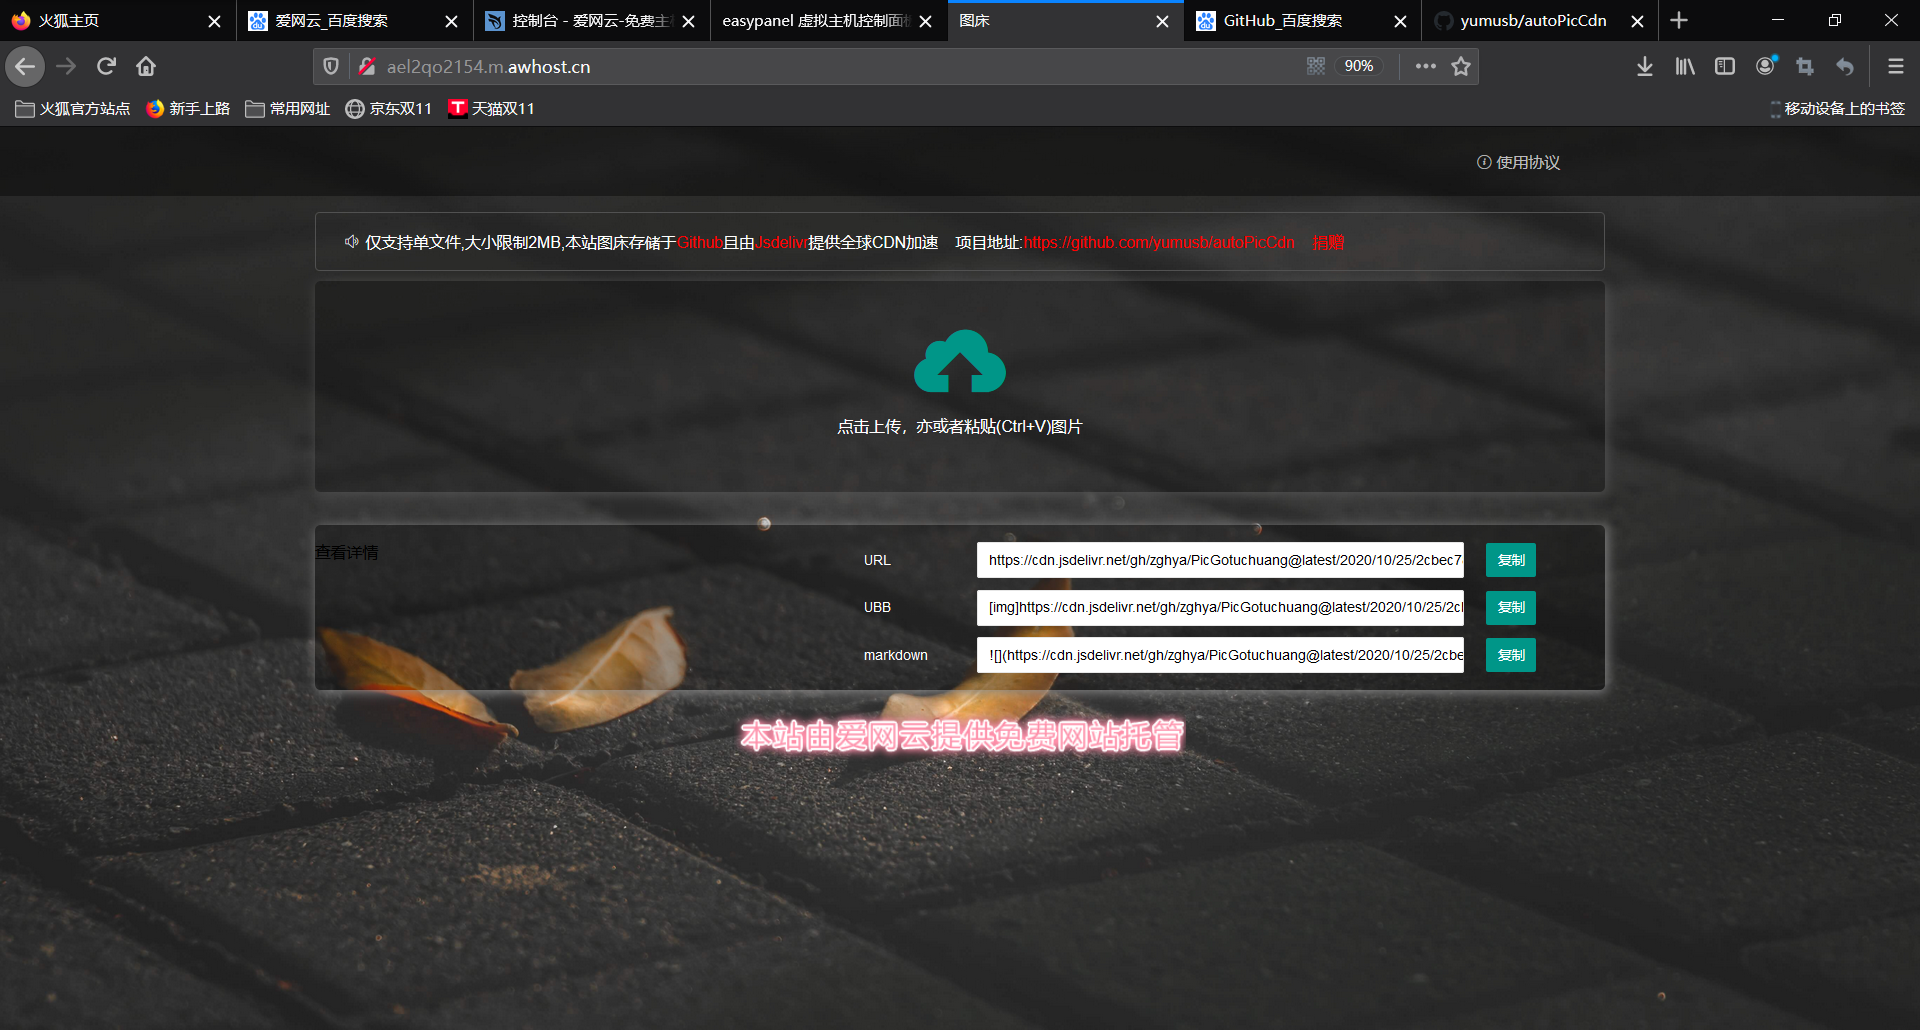 火狐主页
爱网云_百度搜索
控制台 - 爱网云-免费主
easypanel 虚拟主机控制面
图床
GitHub_百度搜索
yumusb/autoPicCdn
ael2qo2154.m.awhost.cn
90%
火狐官方站点
新手上路
常用网址
京东双11
天猫双11
移动设备上的书签
使用协议
仅支持单文件,大小限制2MB,本站图床存储于Github且由Jsdelivr提供全球CDN加速 项目地址:https://github.com/yumusb/autoPicCdn 捐赠
点击上传，亦或者粘贴(Ctrl+V)图片
查看详情
URL
https://cdn.jsdelivr.net/gh/zghya/PicGotuchuang@latest/2020/10/25/2cbec7
复制
UBB
[img]https://cdn.jsdelivr.net/gh/zghya/PicGotuchuang@latest/2020/10/25/2cl
复制
markdown
![](https://cdn.jsdelivr.net/gh/zghya/PicGotuchuang@latest/2020/10/25/2cbe
复制
本站由爱网云提供免费网站托管